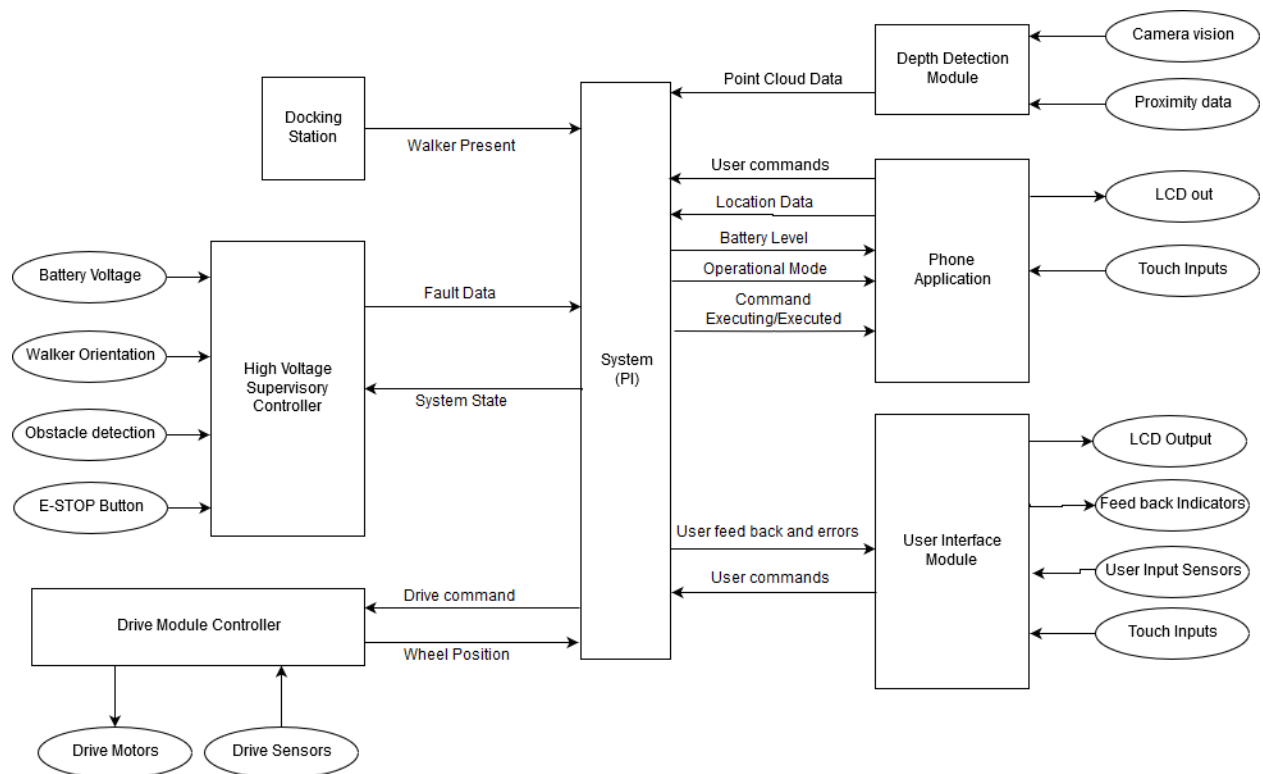 Docking
Station
Walker Present
Battery Voltage
Walker Orientation
Obstacle detection
E-STOP Button
High Voltage
Supervisory
Controller
Fault Data
System State
Drive Module Controller
Drive command
Wheel Position
Drive Motors
Drive Sensors
System
(PI)
Point Cloud Data
Depth Detection
Module
Camera vision
Proximity data
User commands
Location Data
Battery Level
Operational Mode
Command
Executing/Executed
Phone
Application
LCD out
Touch Inputs
User feed back and errors
User commands
User Interface
Module
LCD Output
Feed back Indicators
User Input Sensors
Touch Inputs